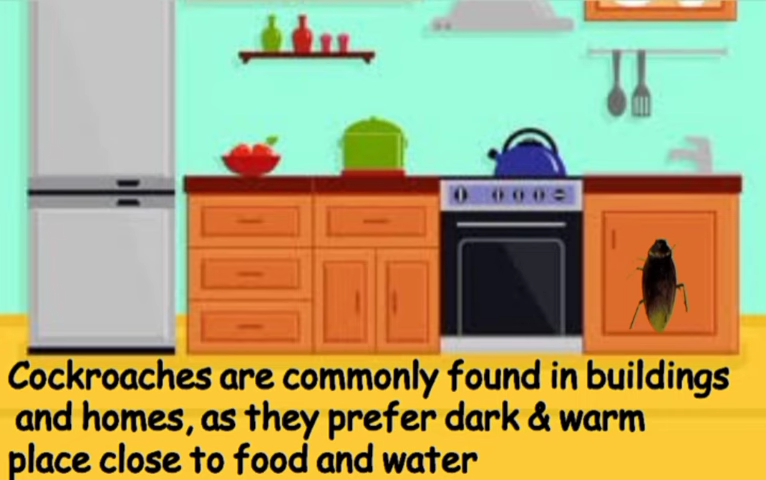 Cockroaches are commonly found in buildings
and homes, as they prefer dark & warm
place close to food and water